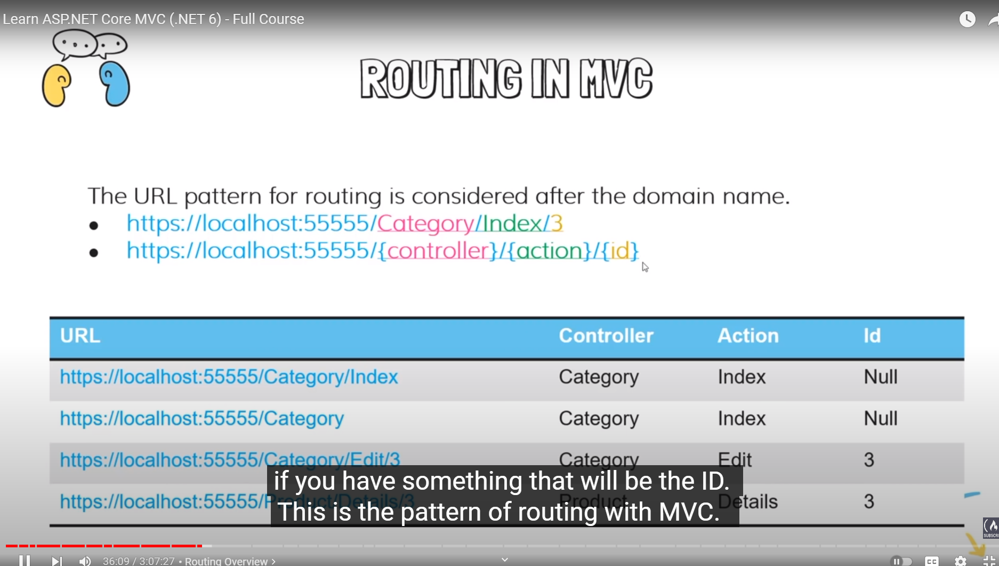 Learn ASP.NET Core MVC (.NET 6) - Full Course
ROUTING IN MVC
The URL pattern for routing is considered after the domain name.
● https://localhost:55555/Category/Index/3
● https://localhost:55555/{controller}/{action}/{id}
URL Controller Action Id
https://localhost:55555/Category/Index Category Index Null
https://localhost:55555/Category Category Index Null
https://localhost:55555/Category/Edit/3 Category Edit 3
https://localhost:55555/Product/Details/3 Product Details 3
if you have something that will be the ID.
This is the pattern of routing with MVC.
SUBSCRI
36:09 / 3:07:27 • Routing Overview >
CC